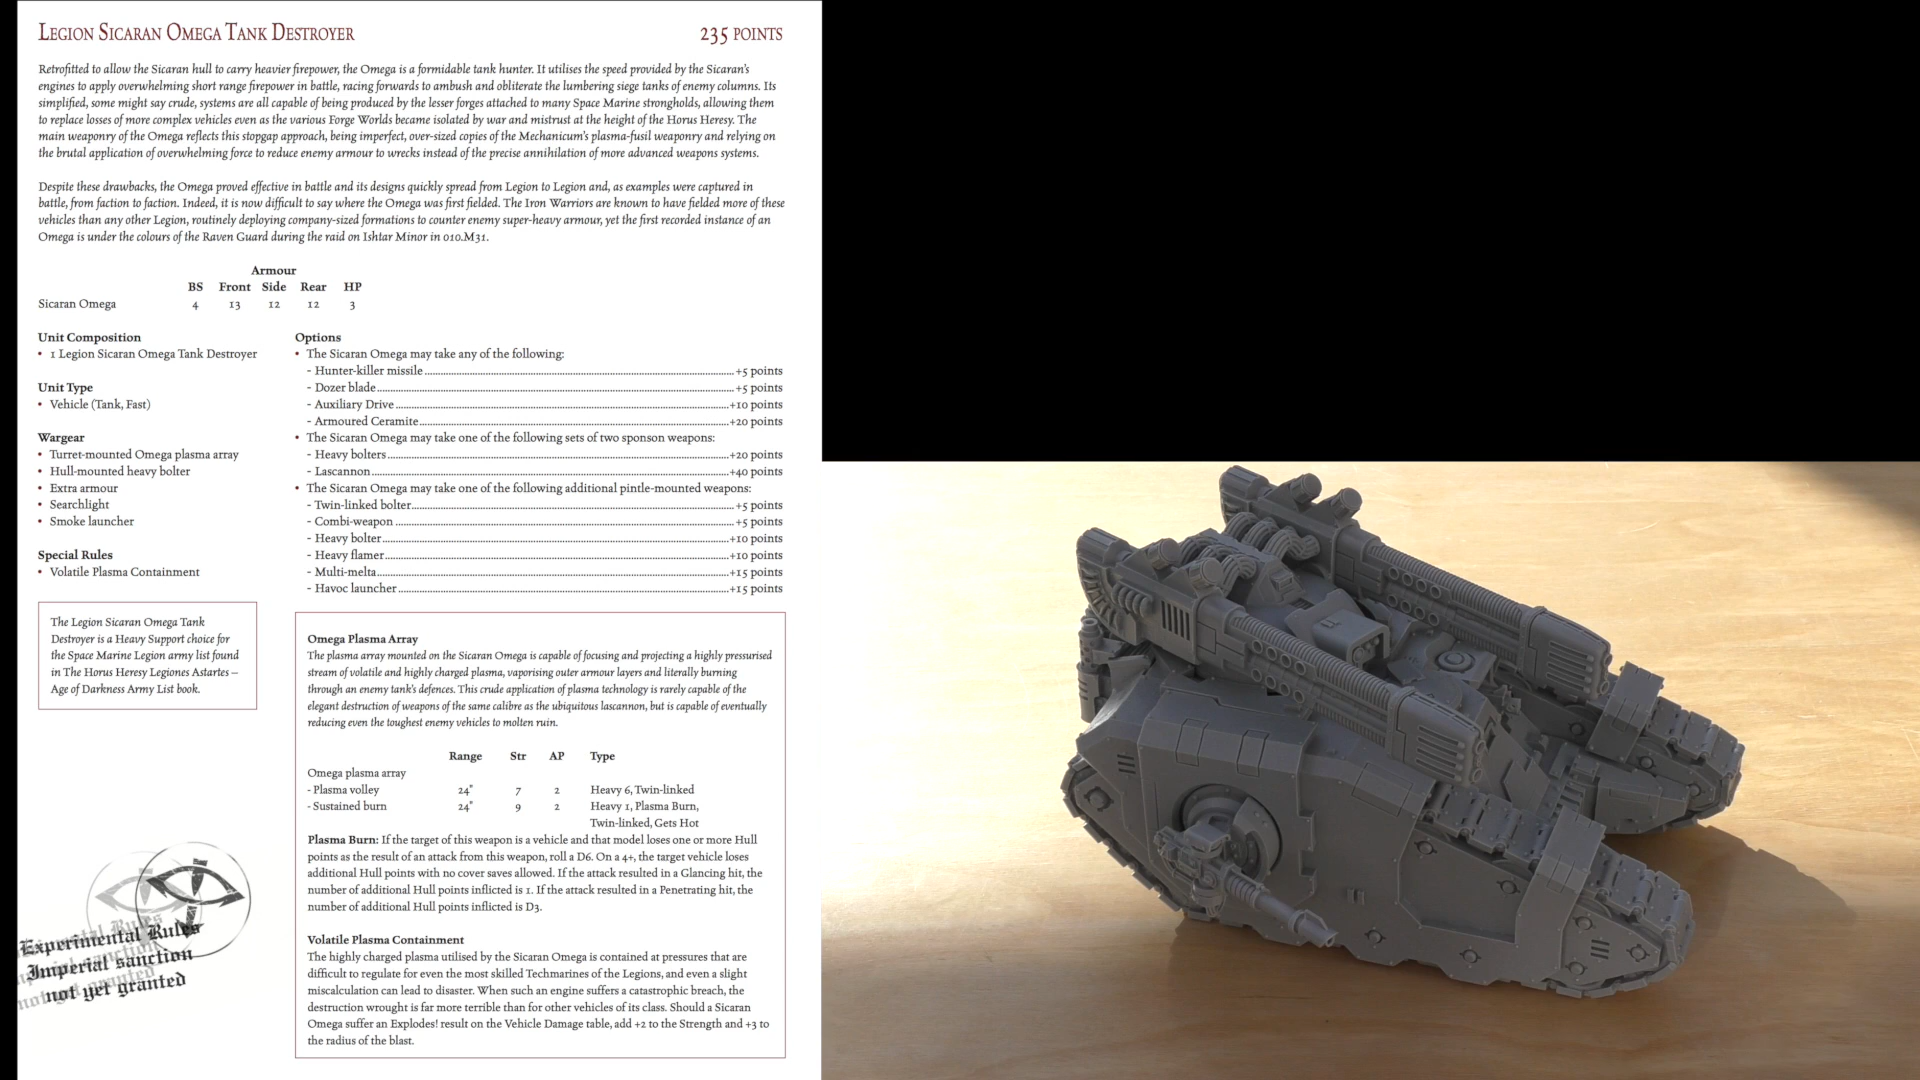 LEGION SICARAN OMEGA TANK DESTROYER 235 POINTS
Retrofitted to allow the Sicaran hull to carry heavier firepower, the Omega is a formidable tank hunter. It utilises the speed provided by the Sicaran's
engines to apply overwhelming short range firepower in battle, racing forwards to ambush and obliterate the lumbering siege tanks of enemy columns. Its
simplified, some might say crude, systems are all capable of being produced by the lesser forges attached to many Space Marine strongholds, allowing them
to replace losses of more complex vehicles even as the various Forge Worlds became isolated by war and mistrust at the height of the Horus Heresy. The
main weaponry of the Omega reflects this stopgap approach, being imperfect, over-sized copies of the Mechanicum's plasma-fusil weaponry and relying on
the brutal application of overwhelming force to reduce enemy armour to wrecks instead of the precise annihilation of more advanced weapons systems.
Despite these drawbacks, the Omega proved effective in battle and its designs quickly spread from Legion to Legion and, as examples were captured in
battle, from faction to faction. Indeed, it is now difficult to say where the Omega was first fielded. The Iron Warriors are known to have fielded more of these
vehicles than any other Legion, routinely deploying company-sized formations to counter enemy super-heavy armour, yet the first recorded instance of an
Omega is under the colours of the Raven Guard during the raid on Ishtar Minor in 010.M31.
Armour
BS Front Side Rear HP
Sicaran Omega 4 13 12 12 3
Unit Composition
• 1 Legion Sicaran Omega Tank Destroyer
Unit Type
• Vehicle (Tank, Fast)
Wargear
• Turret-mounted Omega plasma array
• Hull-mounted heavy bolter
• Extra armour
• Searchlight
• Smoke launcher
Special Rules
• Volatile Plasma Containment
The Legion Sicaran Omega Tank
Destroyer is a Heavy Support choice for
the Space Marine Legion army list found
in The Horus Heresy Legiones Astartes –
Age of Darkness Army List book.
Options
• The Sicaran Omega may take any of the following:
- Hunter-killer missile +5 points
- Dozer blade +5 points
- Auxiliary Drive +10 points
- Armoured Ceramite +20 points
• The Sicaran Omega may take one of the following sets of two sponson weapons:
- Heavy bolters +20 points
- Lascannon +40 points
• The Sicaran Omega may take one of the following additional pintle-mounted weapons:
- Twin-linked bolter +5 points
- Combi-weapon +5 points
- Heavy bolter +10 points
- Heavy flamer +10 points
- Multi-melta +15 points
- Havoc launcher +15 points
Omega Plasma Array
The plasma array mounted on the Sicaran Omega is capable of focusing and projecting a highly pressurised
stream of volatile and highly charged plasma, vaporising outer armour layers and literally burning
through an enemy tank's defences. This crude application of plasma technology is rarely capable of the
elegant destruction of weapons of the same calibre as the ubiquitous lascannon, but is capable of eventually
reducing even the toughest enemy vehicles to molten ruin.
Range Str AP Type
Omega plasma array
- Plasma volley 24" 7 2 Heavy 6, Twin-linked
- Sustained burn 24" 9 2 Heavy 1, Plasma Burn,
Twin-linked, Gets Hot
Plasma Burn: If the target of this weapon is a vehicle and that model loses one or more Hull
points as the result of an attack from this weapon, roll a D6. On a 4+, the target vehicle loses
additional Hull points with no cover saves allowed. If the attack resulted in a Glancing hit, the
number of additional Hull points inflicted is 1. If the attack resulted in a Penetrating hit, the
number of additional Hull points inflicted is D3.
Volatile Plasma Containment
The highly charged plasma utilised by the Sicaran Omega is contained at pressures that are
difficult to regulate for even the most skilled Techmarines of the Legions, and even a slight
miscalculation can lead to disaster. When such an engine suffers a catastrophic breach, the
destruction wrought is far more terrible than for other vehicles of its class. Should a Sicaran
Omega suffer an Explodes! result on the Vehicle Damage table, add +2 to the Strength and +3 to
the radius of the blast.
Experimental Rules
Imperial sanction
not yet granted